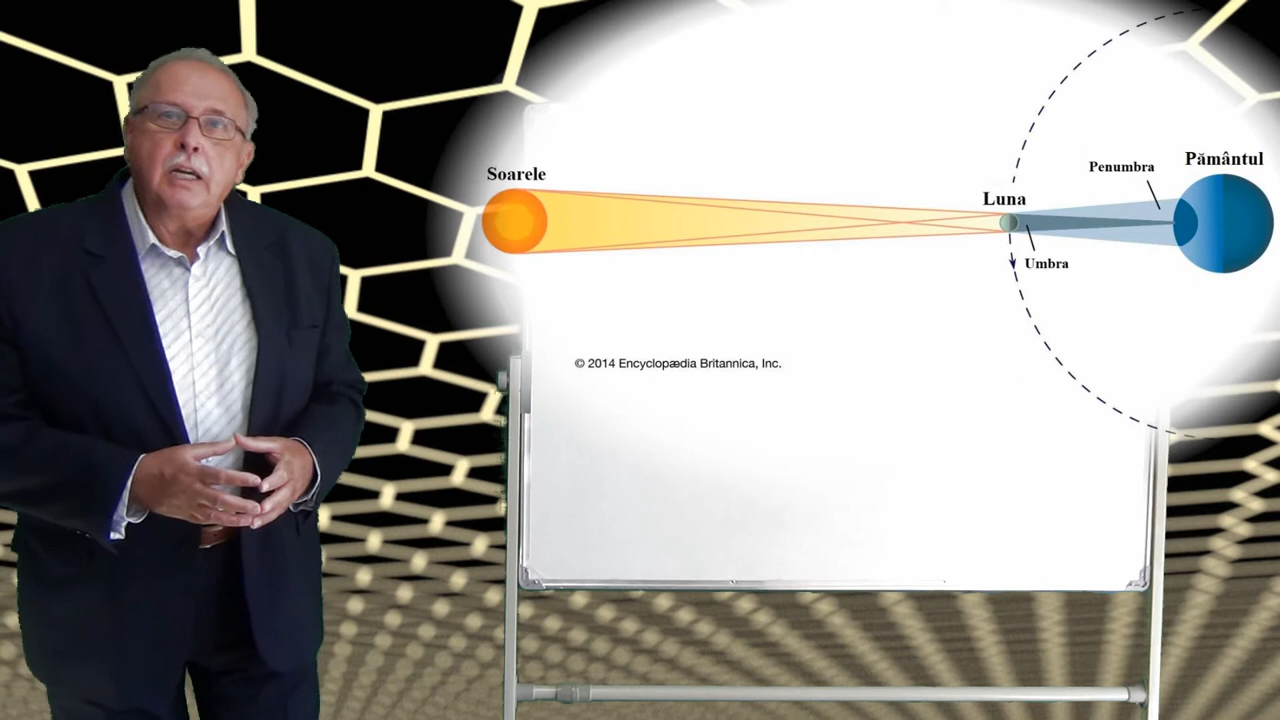 Soarele
Luna
Penumbra
Pământul
Umbra
© 2014 Encyclopædia Britannica, Inc.